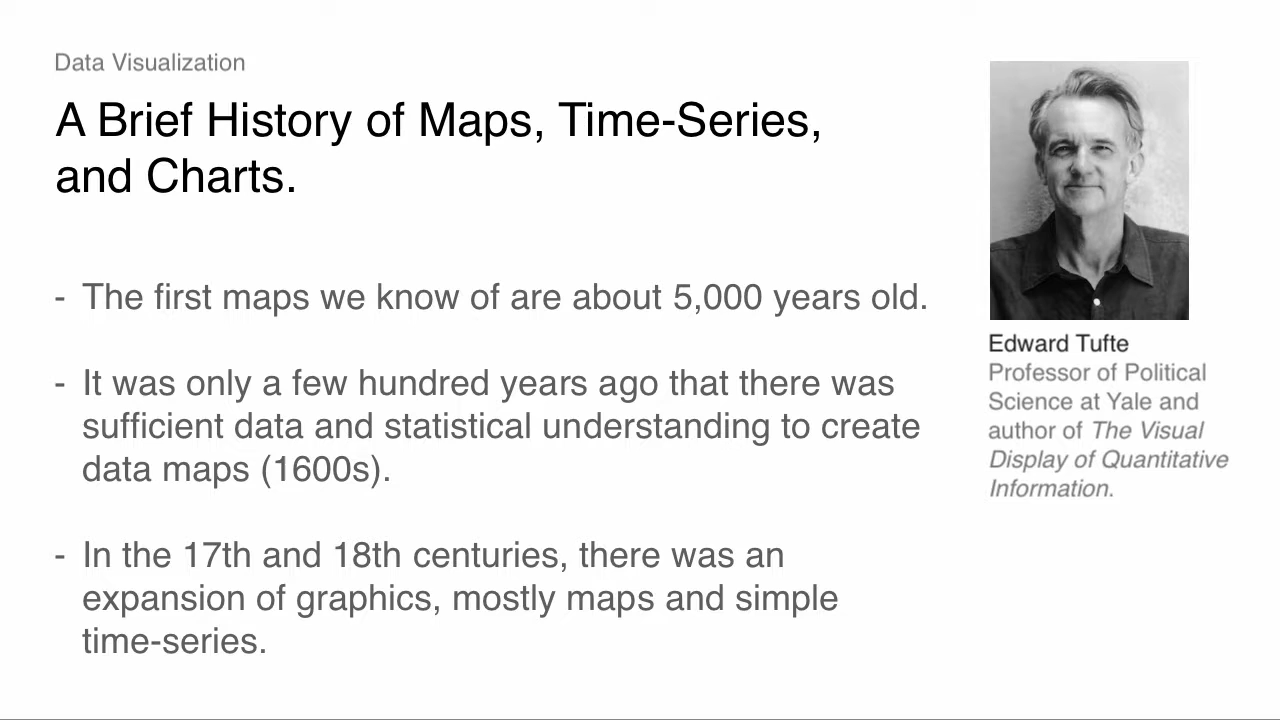 Data Visualization
A Brief History of Maps, Time-Series,
and Charts.
- The first maps we know of are about 5,000 years old.
- It was only a few hundred years ago that there was
sufficient data and statistical understanding to create
data maps (1600s).
- In the 17th and 18th centuries, there was an
expansion of graphics, mostly maps and simple
time-series.
Edward Tufte
Professor of Political
Science at Yale and
author of The Visual
Display of Quantitative
Information.